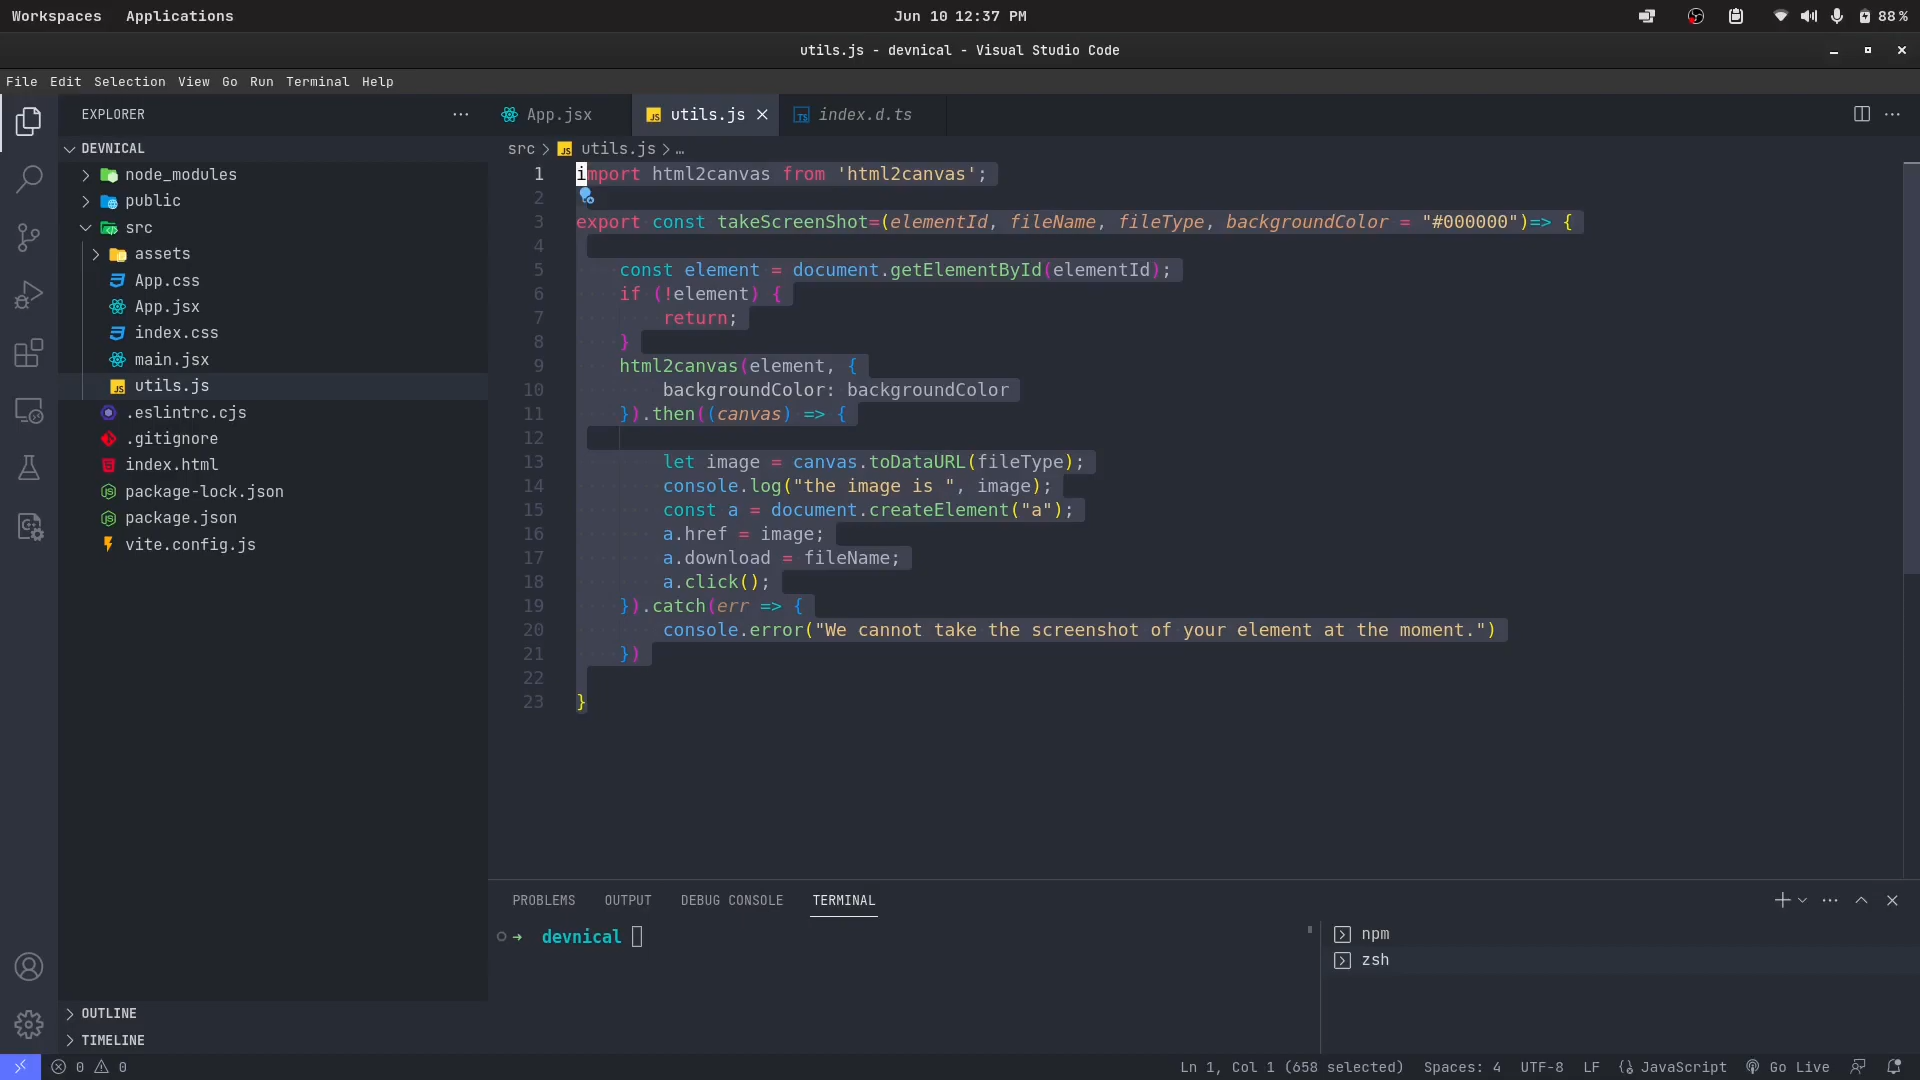 Workspaces Applications Jun 10 12:37 PM 88%
utils.js - devnical - Visual Studio Code
File Edit Selection View Go Run Terminal Help
EXPLORER
DEVNICAL
node_modules
public
src
assets
App.css
App.jsx
index.css
main.jsx
utils.js
.eslintrc.cjs
.gitignore
index.html
package-lock.json
package.json
vite.config.js
OUTLINE
TIMELINE
App.jsx utils.js index.d.ts
src > utils.js > …
1 import html2canvas from 'html2canvas';
2
3 export const takeScreenShot=(elementId, fileName, fileType, backgroundColor = "#000000")=> {
4
5 const element = document.getElementById(elementId);
6 if (!element) {
7 return;
8 }
9 html2canvas(element, {
10 backgroundColor: backgroundColor
11 }).then((canvas) => {
12
13 let image = canvas.toDataURL(fileType);
14 console.log("the image is ", image);
15 const a = document.createElement("a");
16 a.href = image;
17 a.download = fileName;
18 a.click();
19 }).catch(err => {
20 console.error("We cannot take the screenshot of your element at the moment.")
21 })
22
23 }
PROBLEMS OUTPUT DEBUG CONSOLE TERMINAL
→ devnical
npm
zsh
0 0 Ln 1, Col 1 (658 selected) Spaces: 4 UTF-8 LF JavaScript Go Live